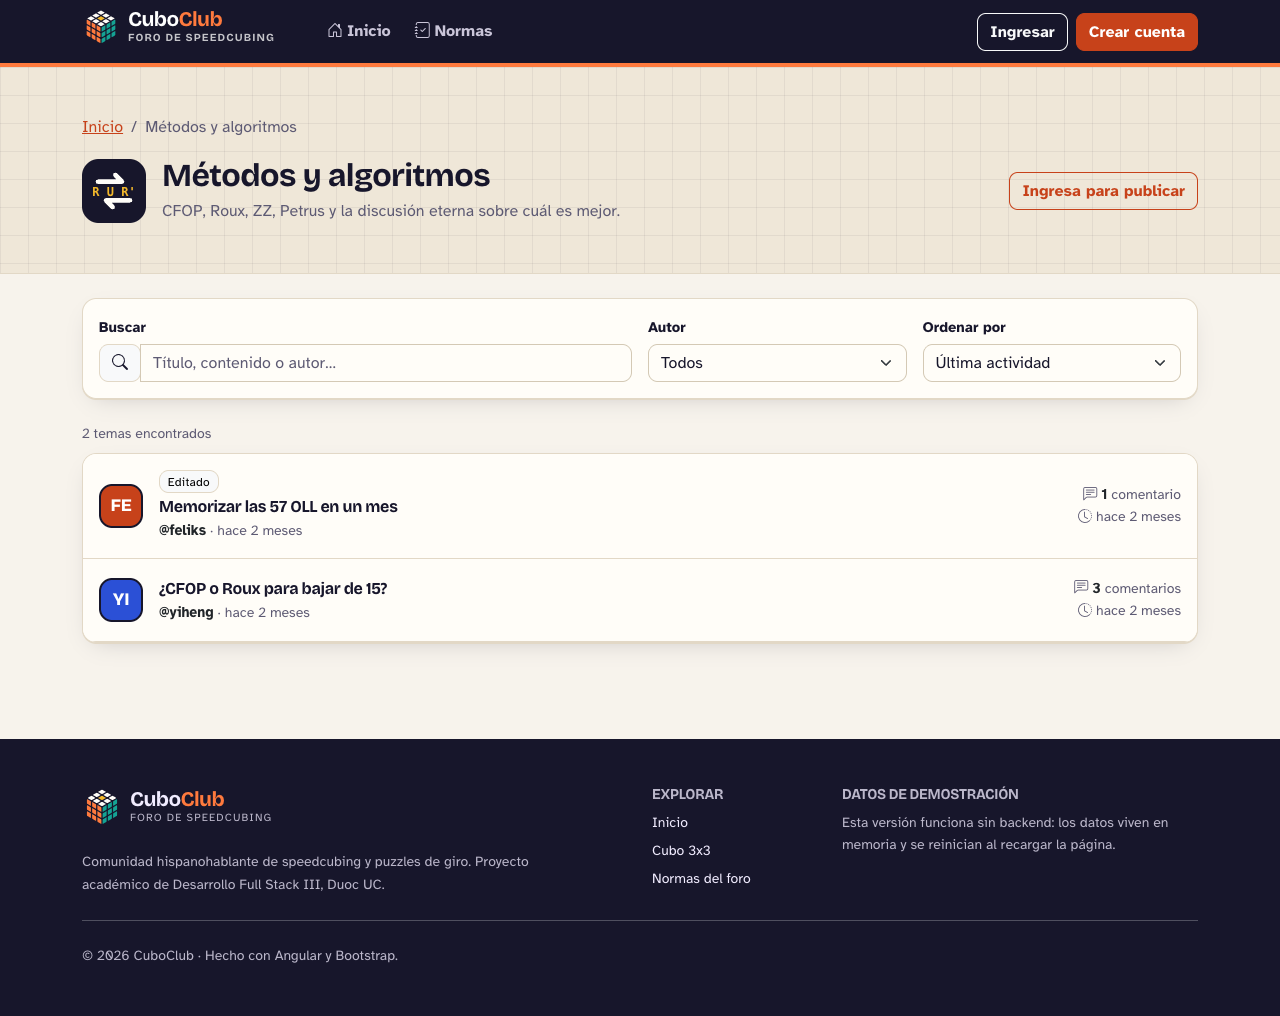 CuboClub
FORO DE SPEEDCUBING
Inicio
Normas
Ingresar
Crear cuenta
Inicio / Métodos y algoritmos
R U R'
Métodos y algoritmos
CFOP, Roux, ZZ, Petrus y la discusión eterna sobre cuál es mejor.
Ingresa para publicar
Buscar
Título, contenido o autor...
Autor
Todos
Ordenar por
Última actividad
2 temas encontrados
FE
Editado
Memorizar las 57 OLL en un mes
@feliks · hace 2 meses
1 comentario
hace 2 meses
YI
¿CFOP o Roux para bajar de 15?
@yiheng · hace 2 meses
3 comentarios
hace 2 meses
CuboClub
FORO DE SPEEDCUBING
Comunidad hispanohablante de speedcubing y puzzles de giro. Proyecto
académico de Desarrollo Full Stack III, Duoc UC.
EXPLORAR
Inicio
Cubo 3x3
Normas del foro
DATOS DE DEMOSTRACIÓN
Esta versión funciona sin backend: los datos viven en
memoria y se reinician al recargar la página.
© 2026 CuboClub · Hecho con Angular y Bootstrap.